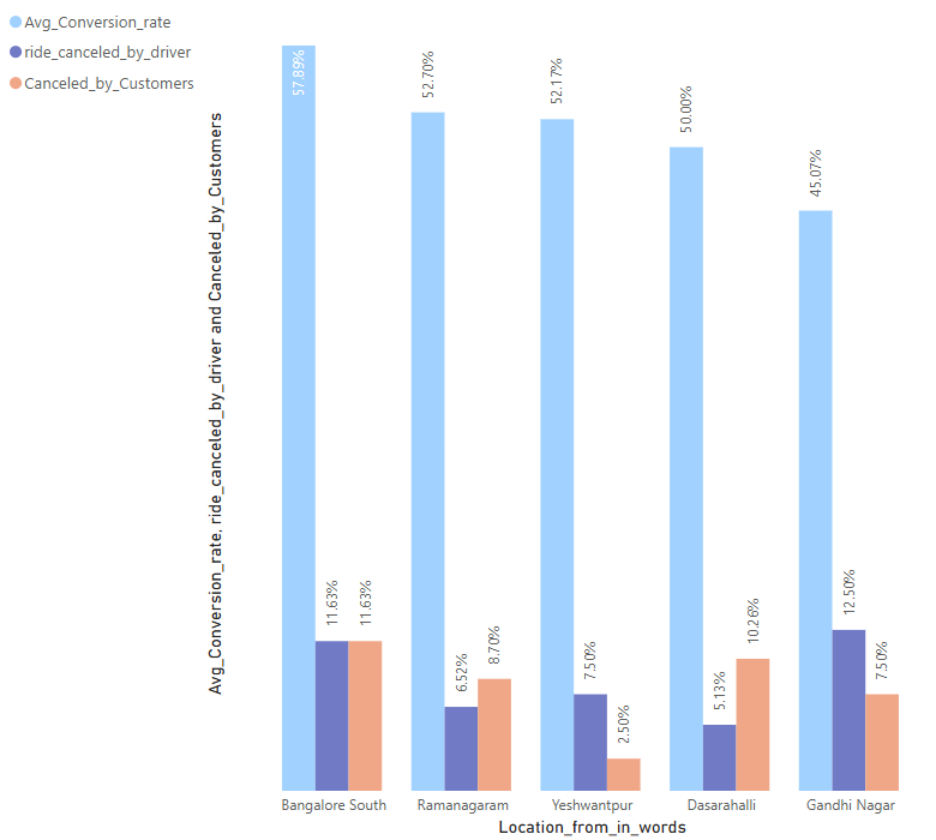 Avg_Conversion_rate
ride_canceled_by_driver
Canceled_by_Customers
Avg_Conversion_rate, ride_canceled_by_driver and Canceled_by_Customers
57.89%
11.63%
11.63%
52.70%
6.52%
8.70%
52.17%
7.50%
2.50%
50.00%
5.13%
10.26%
45.07%
12.50%
7.50%
Bangalore South
Ramanagaram
Yeshwantpur
Dasarahalli
Gandhi Nagar
Location_from_in_words